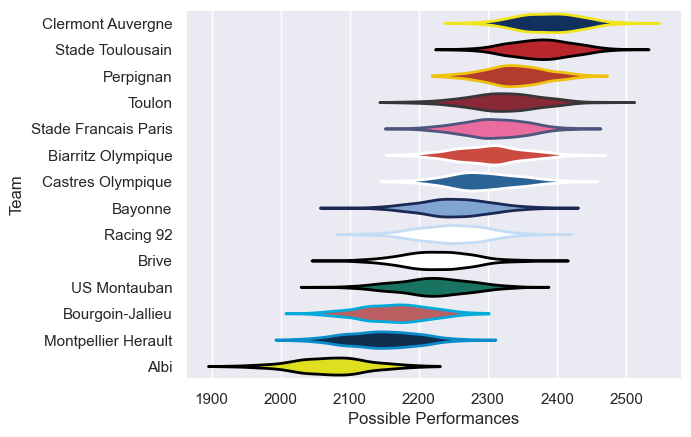 Clermont Auvergne
Stade Toulousain
Perpignan
Toulon
Stade Francais Paris
Biarritz Olympique
Castres Olympique
Bayonne
Racing 92
Brive
US Montauban
Bourgoin-Jallieu
Montpellier Herault
Albi
Team
1900 2000 2100 2200 2300 2400 2500
Possible Performances